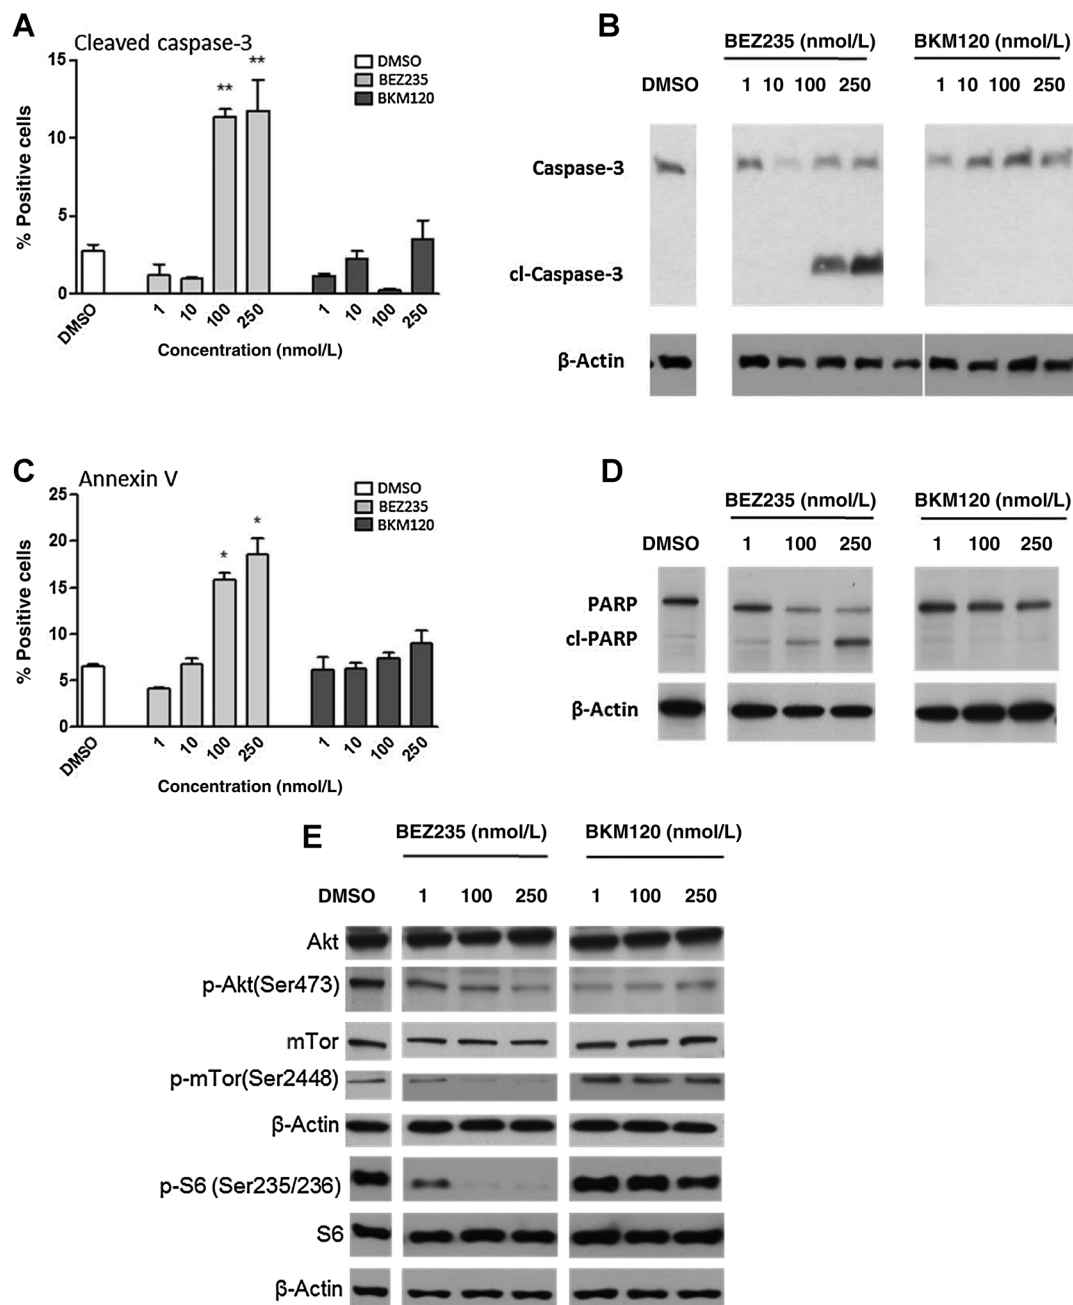 A
Cleaved caspase-3
15
10
5
0
% Positive cells
** **
DMSO
BEZ235
BKM120
DMSO 1 10 100 250 1 10 100 250
Concentration (nmol/L)
B
BEZ235 (nmol/L) BKM120 (nmol/L)
DMSO 1 10 100 250 1 10 100 250
Caspase-3
cl-Caspase-3
β-Actin
C
Annexin V
25
20
15
10
5
0
% Positive cells
* *
DMSO
BEZ235
BKM120
DMSO 1 10 100 250 1 10 100 250
Concentration (nmol/L)
D
BEZ235 (nmol/L) BKM120 (nmol/L)
DMSO 1 100 250 1 100 250
PARP
cl-PARP
β-Actin
E
BEZ235 (nmol/L) BKM120 (nmol/L)
DMSO 1 100 250 1 100 250
Akt
p-Akt(Ser473)
mTor
p-mTor(Ser2448)
β-Actin
p-S6 (Ser235/236)
S6
β-Actin